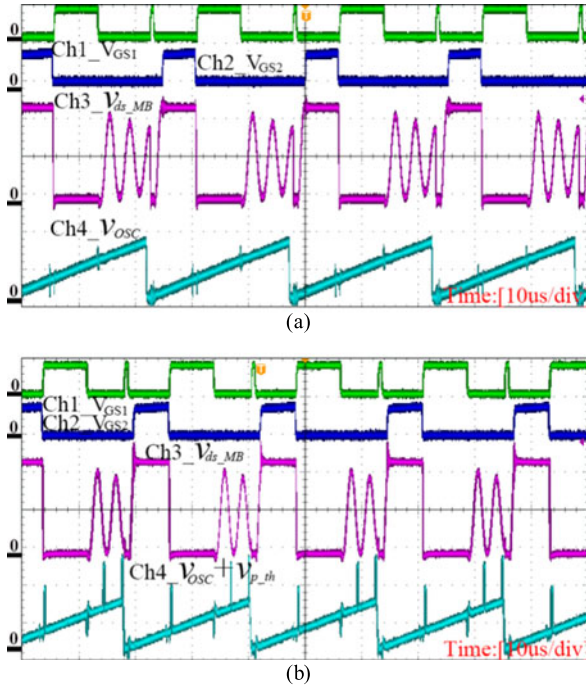 T
0
Ch1_VGS1
Ch2_VGS2
0
Ch3_Vds_MB
0
Ch4_VOSC
0
Time:[10us/div
(a)
T
0
Ch1_VGS1
Ch2_VGS2
0
Ch3_Vds_MB
0
Ch4_VOSC+Vp_th
0
Time:[10us/div
(b)